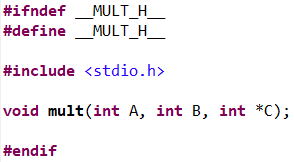 #ifndef __MULT_H__
#define __MULT_H__
#include <stdio.h>
void mult(int A, int B, int *C);
#endif